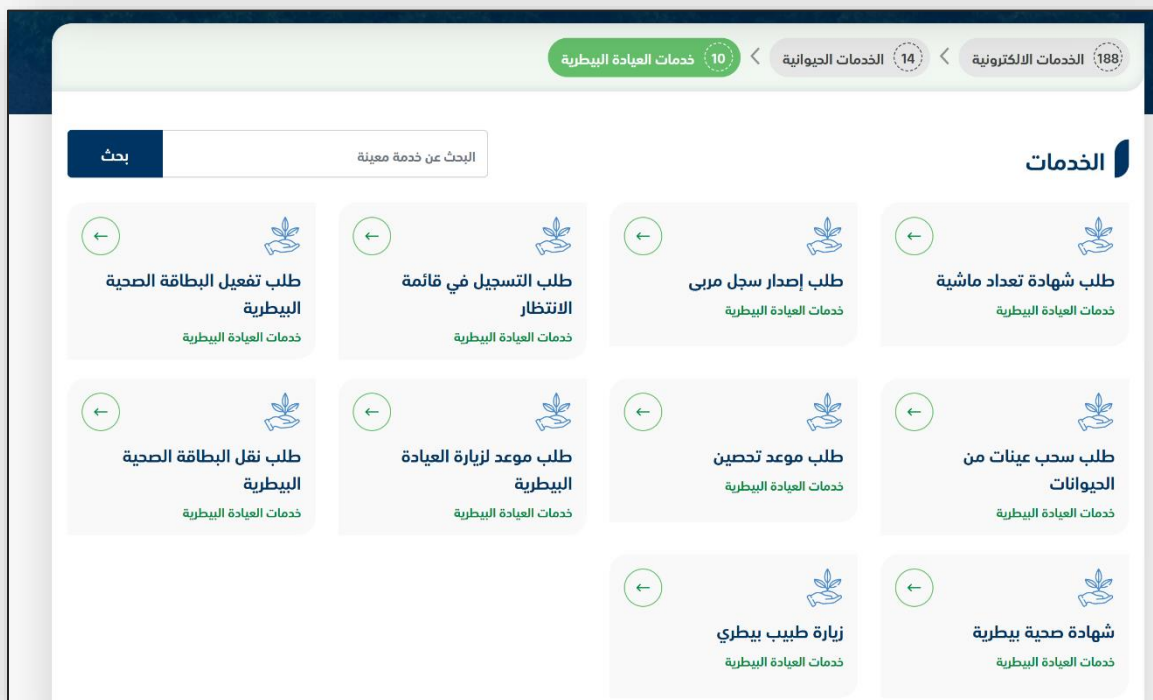 188 الخدمات الالكترونية
14 الخدمات الحيوانية
10 خدمات العيادة البيطرية
الخدمات
البحث عن خدمة معينة
بحث
طلب شهادة تعداد ماشية
خدمات العيادة البيطرية
طلب إصدار سجل مربى
خدمات العيادة البيطرية
طلب التسجيل في قائمة
الانتظار
خدمات العيادة البيطرية
طلب تفعيل البطاقة الصحية
البيطرية
خدمات العيادة البيطرية
طلب سحب عينات من
الحيوانات
خدمات العيادة البيطرية
طلب موعد تحصين
خدمات العيادة البيطرية
طلب موعد لزيارة العيادة
البيطرية
خدمات العيادة البيطرية
طلب نقل البطاقة الصحية
البيطرية
خدمات العيادة البيطرية
شهادة صحية بيطرية
خدمات العيادة البيطرية
زيارة طبيب بيطري
خدمات العيادة البيطرية